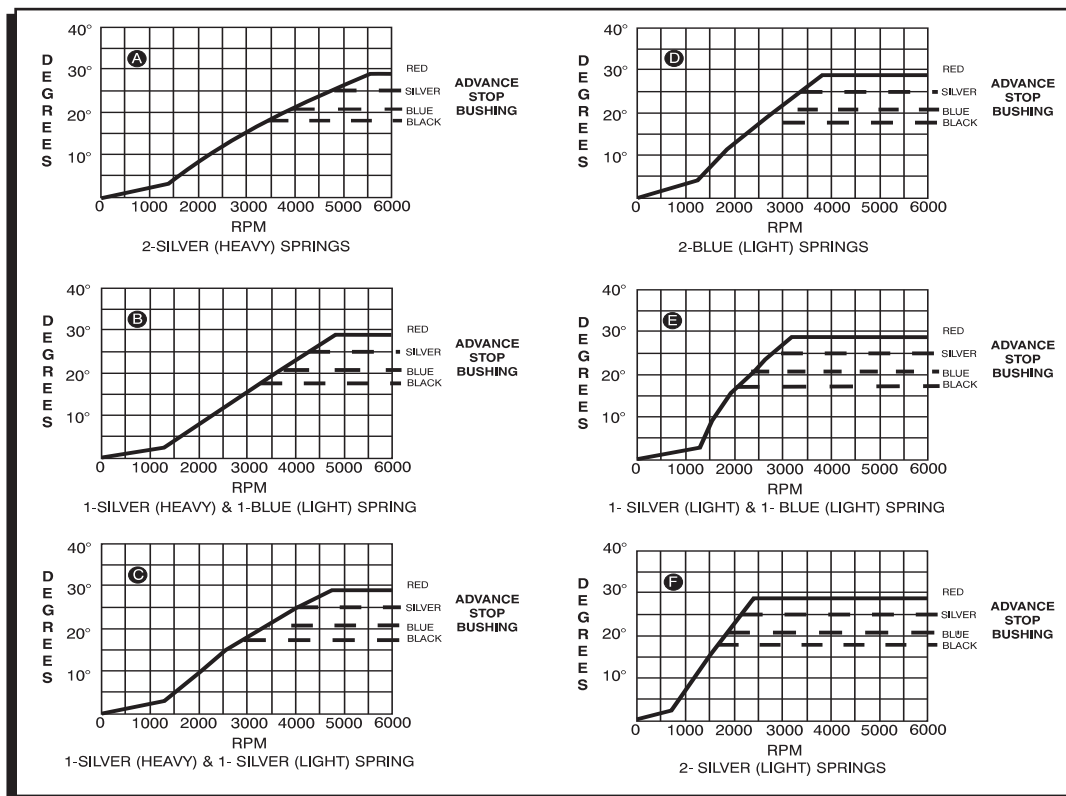 A
DEGREES
40°
30°
20°
10°
0 1000 2000 3000 4000 5000 6000
RPM
RED
SILVER
BLUE
BLACK
ADVANCE
STOP
BUSHING
2-SILVER (HEAVY) SPRINGS
D
DEGREES
40°
30°
20°
10°
0 1000 2000 3000 4000 5000 6000
RPM
RED
SILVER
BLUE
BLACK
ADVANCE
STOP
BUSHING
2-BLUE (LIGHT) SPRINGS
B
DEGREES
40°
30°
20°
10°
0 1000 2000 3000 4000 5000 6000
RPM
RED
SILVER
BLUE
BLACK
ADVANCE
STOP
BUSHING
1-SILVER (HEAVY) & 1-BLUE (LIGHT) SPRING
E
DEGREES
40°
30°
20°
10°
0 1000 2000 3000 4000 5000 6000
RPM
RED
SILVER
BLUE
BLACK
ADVANCE
STOP
BUSHING
1- SILVER (LIGHT) & 1- BLUE (LIGHT) SPRING
C
DEGREES
40°
30°
20°
10°
0 1000 2000 3000 4000 5000 6000
RPM
RED
SILVER
BLUE
BLACK
ADVANCE
STOP
BUSHING
1-SILVER (HEAVY) & 1- SILVER (LIGHT) SPRING
F
DEGREES
40°
30°
20°
10°
0 1000 2000 3000 4000 5000 6000
RPM
RED
SILVER
BLUE
BLACK
ADVANCE
STOP
BUSHING
2- SILVER (LIGHT) SPRINGS